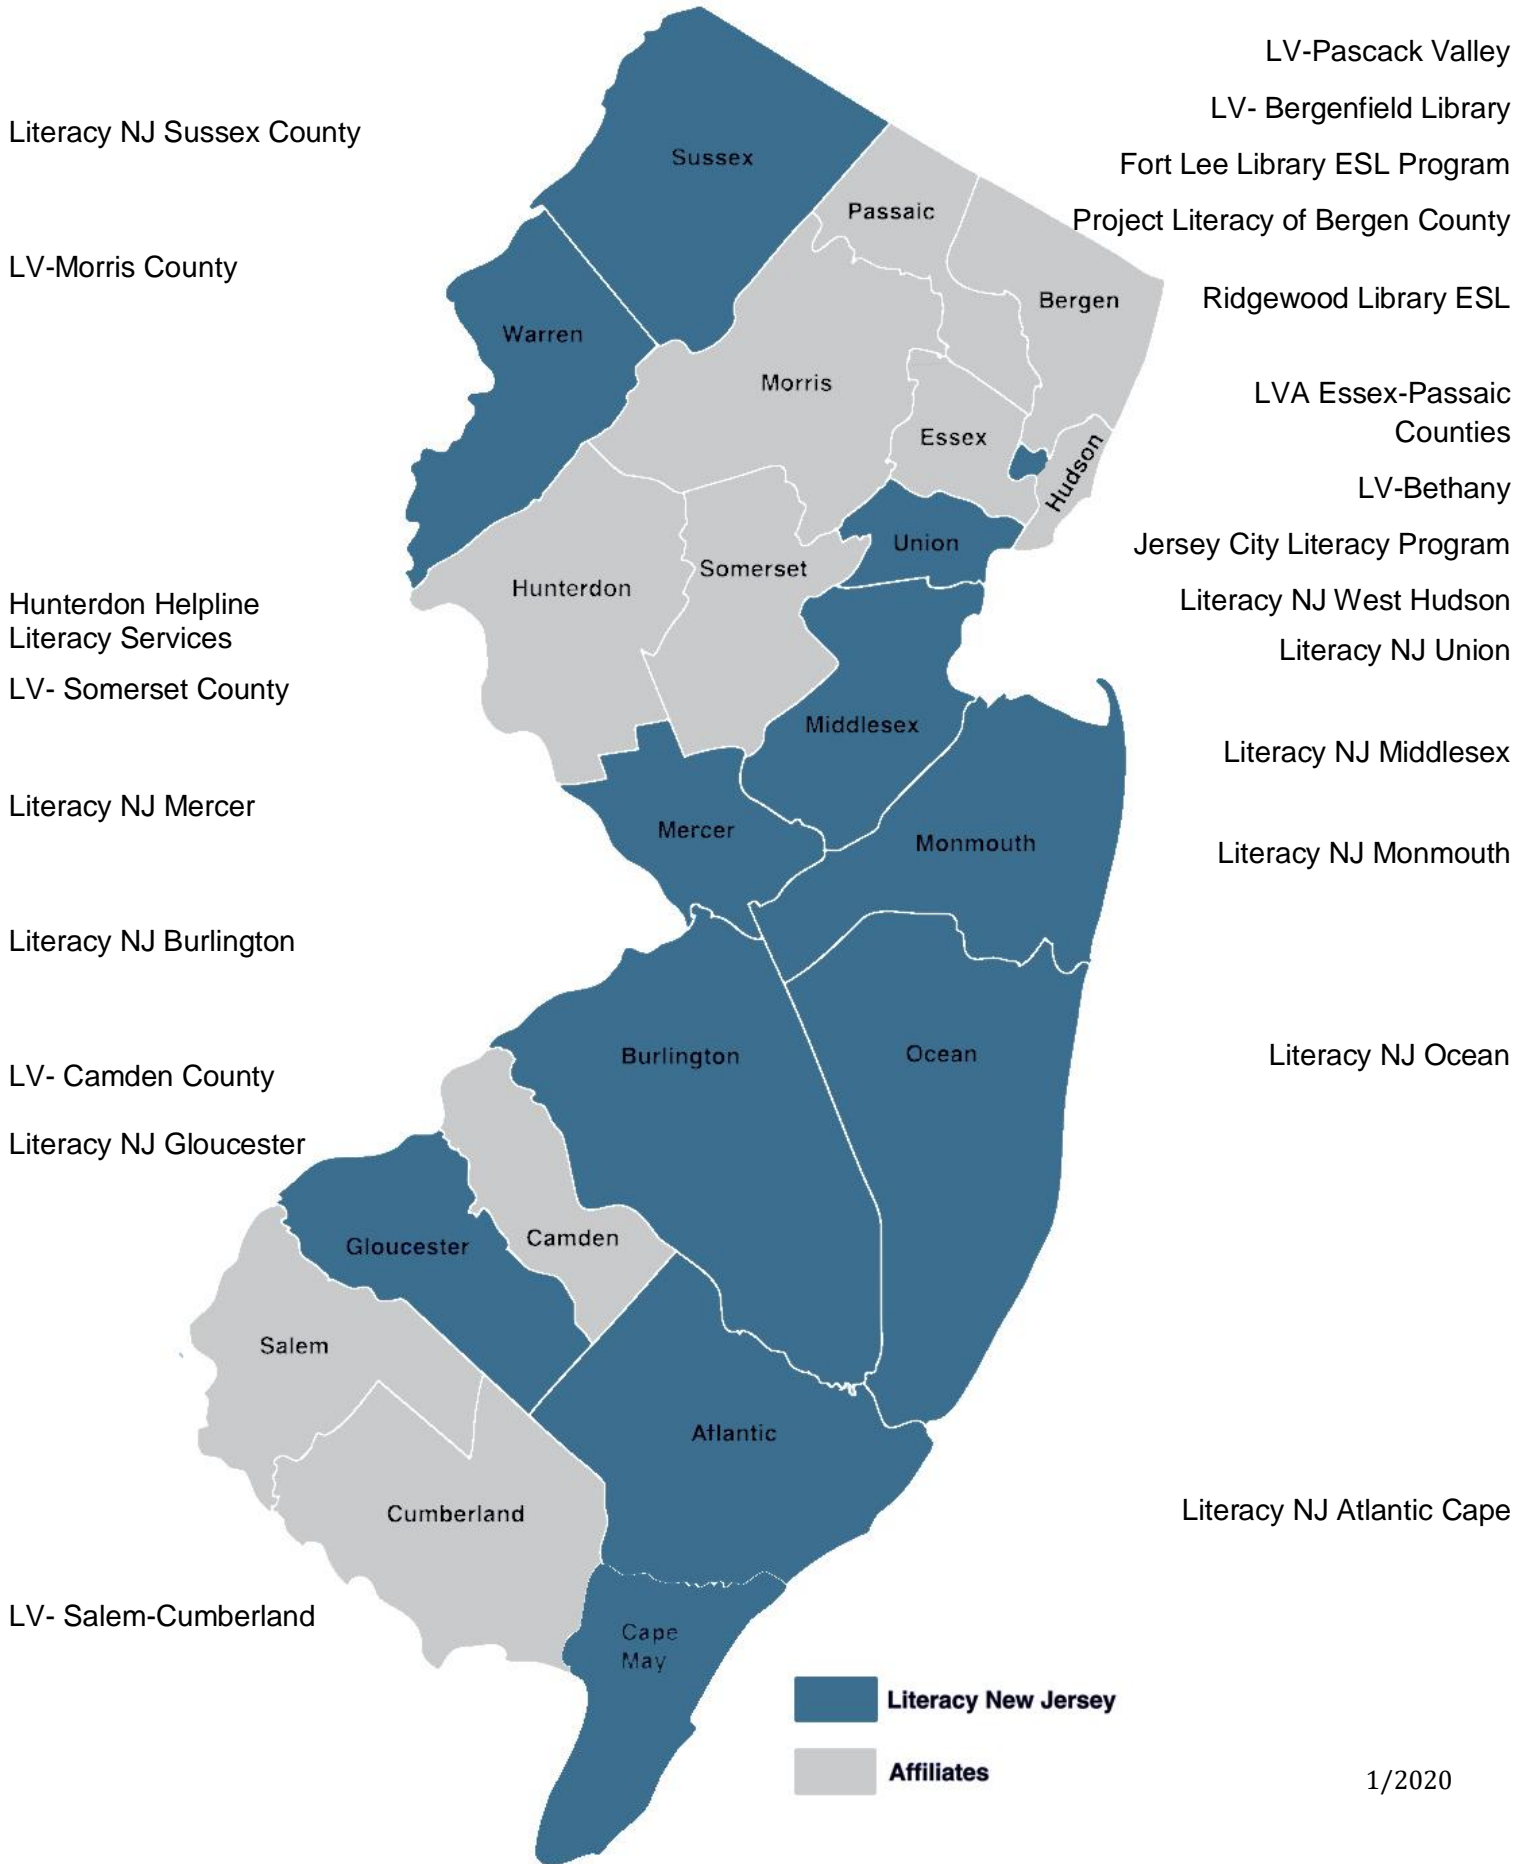 LV-Pascack Valley
LV- Bergenfield Library
Literacy NJ Sussex County
Sussex
Fort Lee Library ESL Program
Passaic
Project Literacy of Bergen County
LV-Morris County
Bergen
Ridgewood Library ESL
Warren
Morris
LVA Essex-Passaic
Counties
Essex
Hudson
LV-Bethany
Union
Jersey City Literacy Program
Somerset
Hunterdon
Hunterdon Helpline
Literacy Services
Literacy NJ West Hudson
Literacy NJ Union
LV- Somerset County
Middlesex
Literacy NJ Middlesex
Literacy NJ Mercer
Mercer
Monmouth
Literacy NJ Monmouth
Literacy NJ Burlington
Burlington
Ocean
Literacy NJ Ocean
LV- Camden County
Literacy NJ Gloucester
Camden
Gloucester
Salem
Atlantic
Cumberland
Literacy NJ Atlantic Cape
LV- Salem-Cumberland
Cape
May
Literacy New Jersey
Affiliates
1/2020